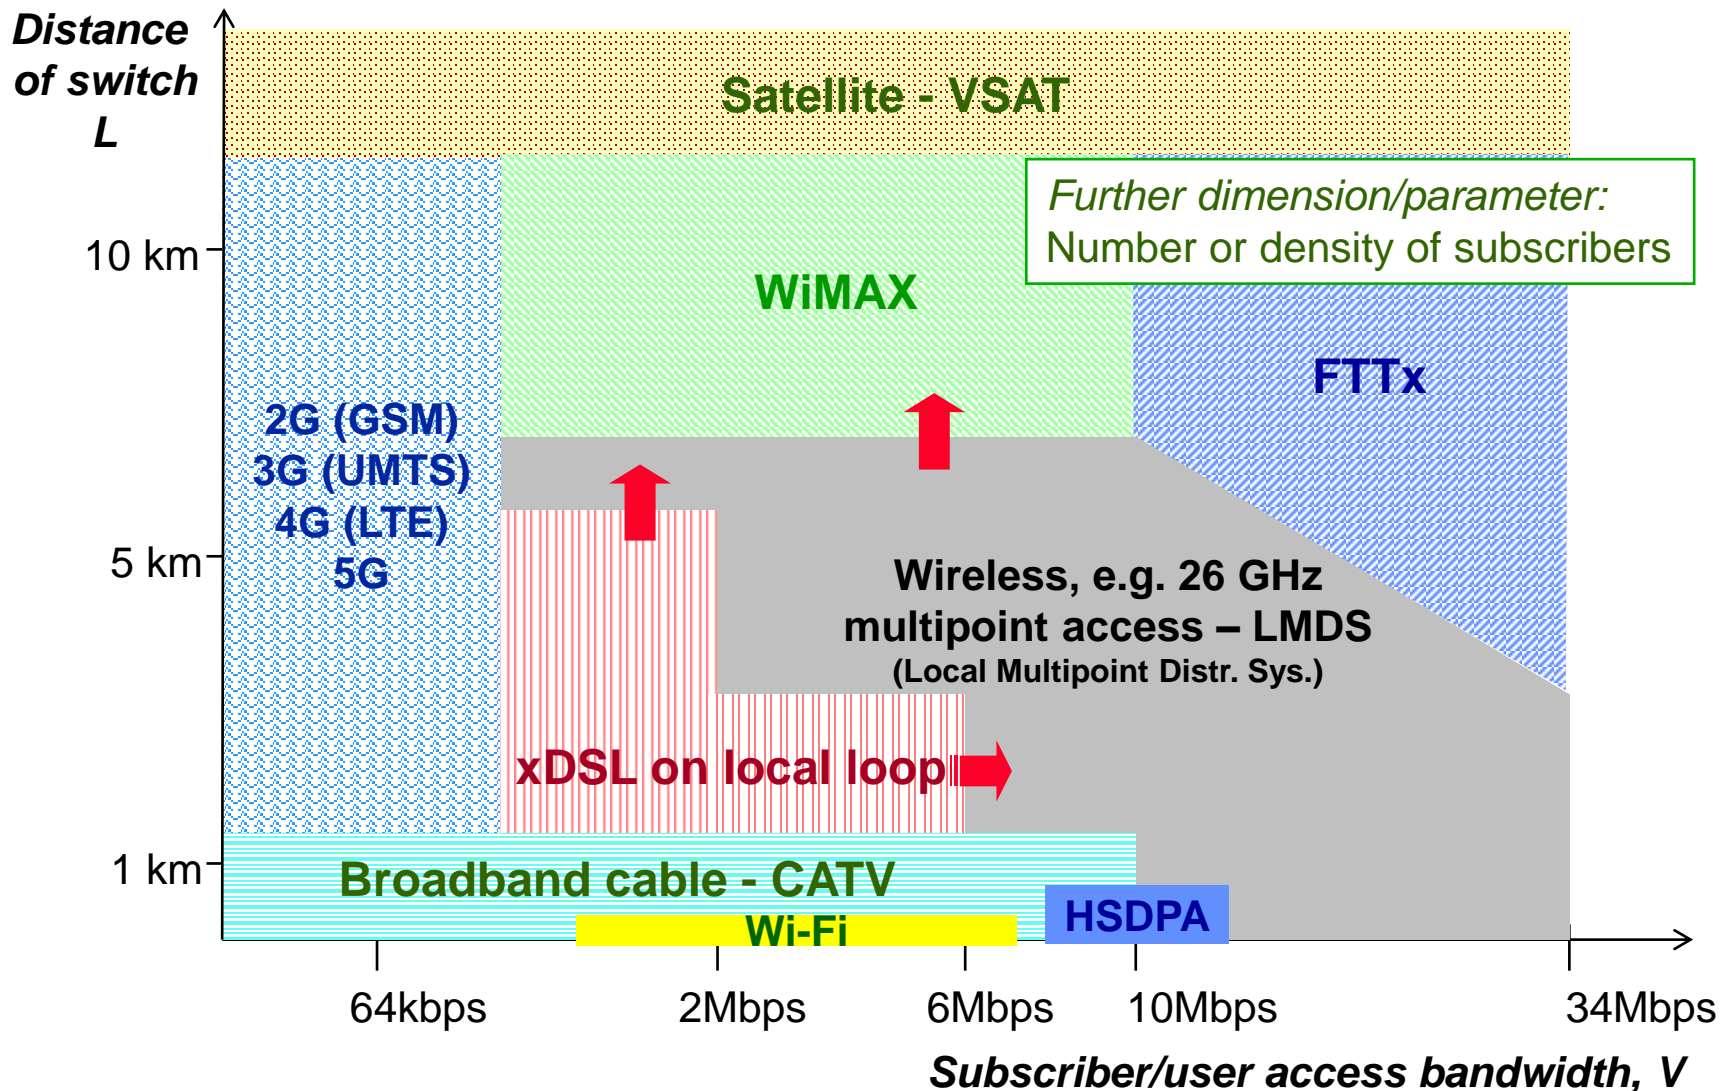 Distance
of switch
L
Satellite - VSAT
Further dimension/parameter:
Number or density of subscribers
10 km
WiMAX
FTTx
2G (GSM)
3G (UMTS)
4G (LTE)
5G
5 km
Wireless, e.g. 26 GHz
multipoint access – LMDS
(Local Multipoint Distr. Sys.)
xDSL on local loop
1 km
Broadband cable - CATV
HSDPA
Wi-Fi
64kbps
2Mbps
6Mbps
10Mbps
34Mbps
Subscriber/user access bandwidth, V